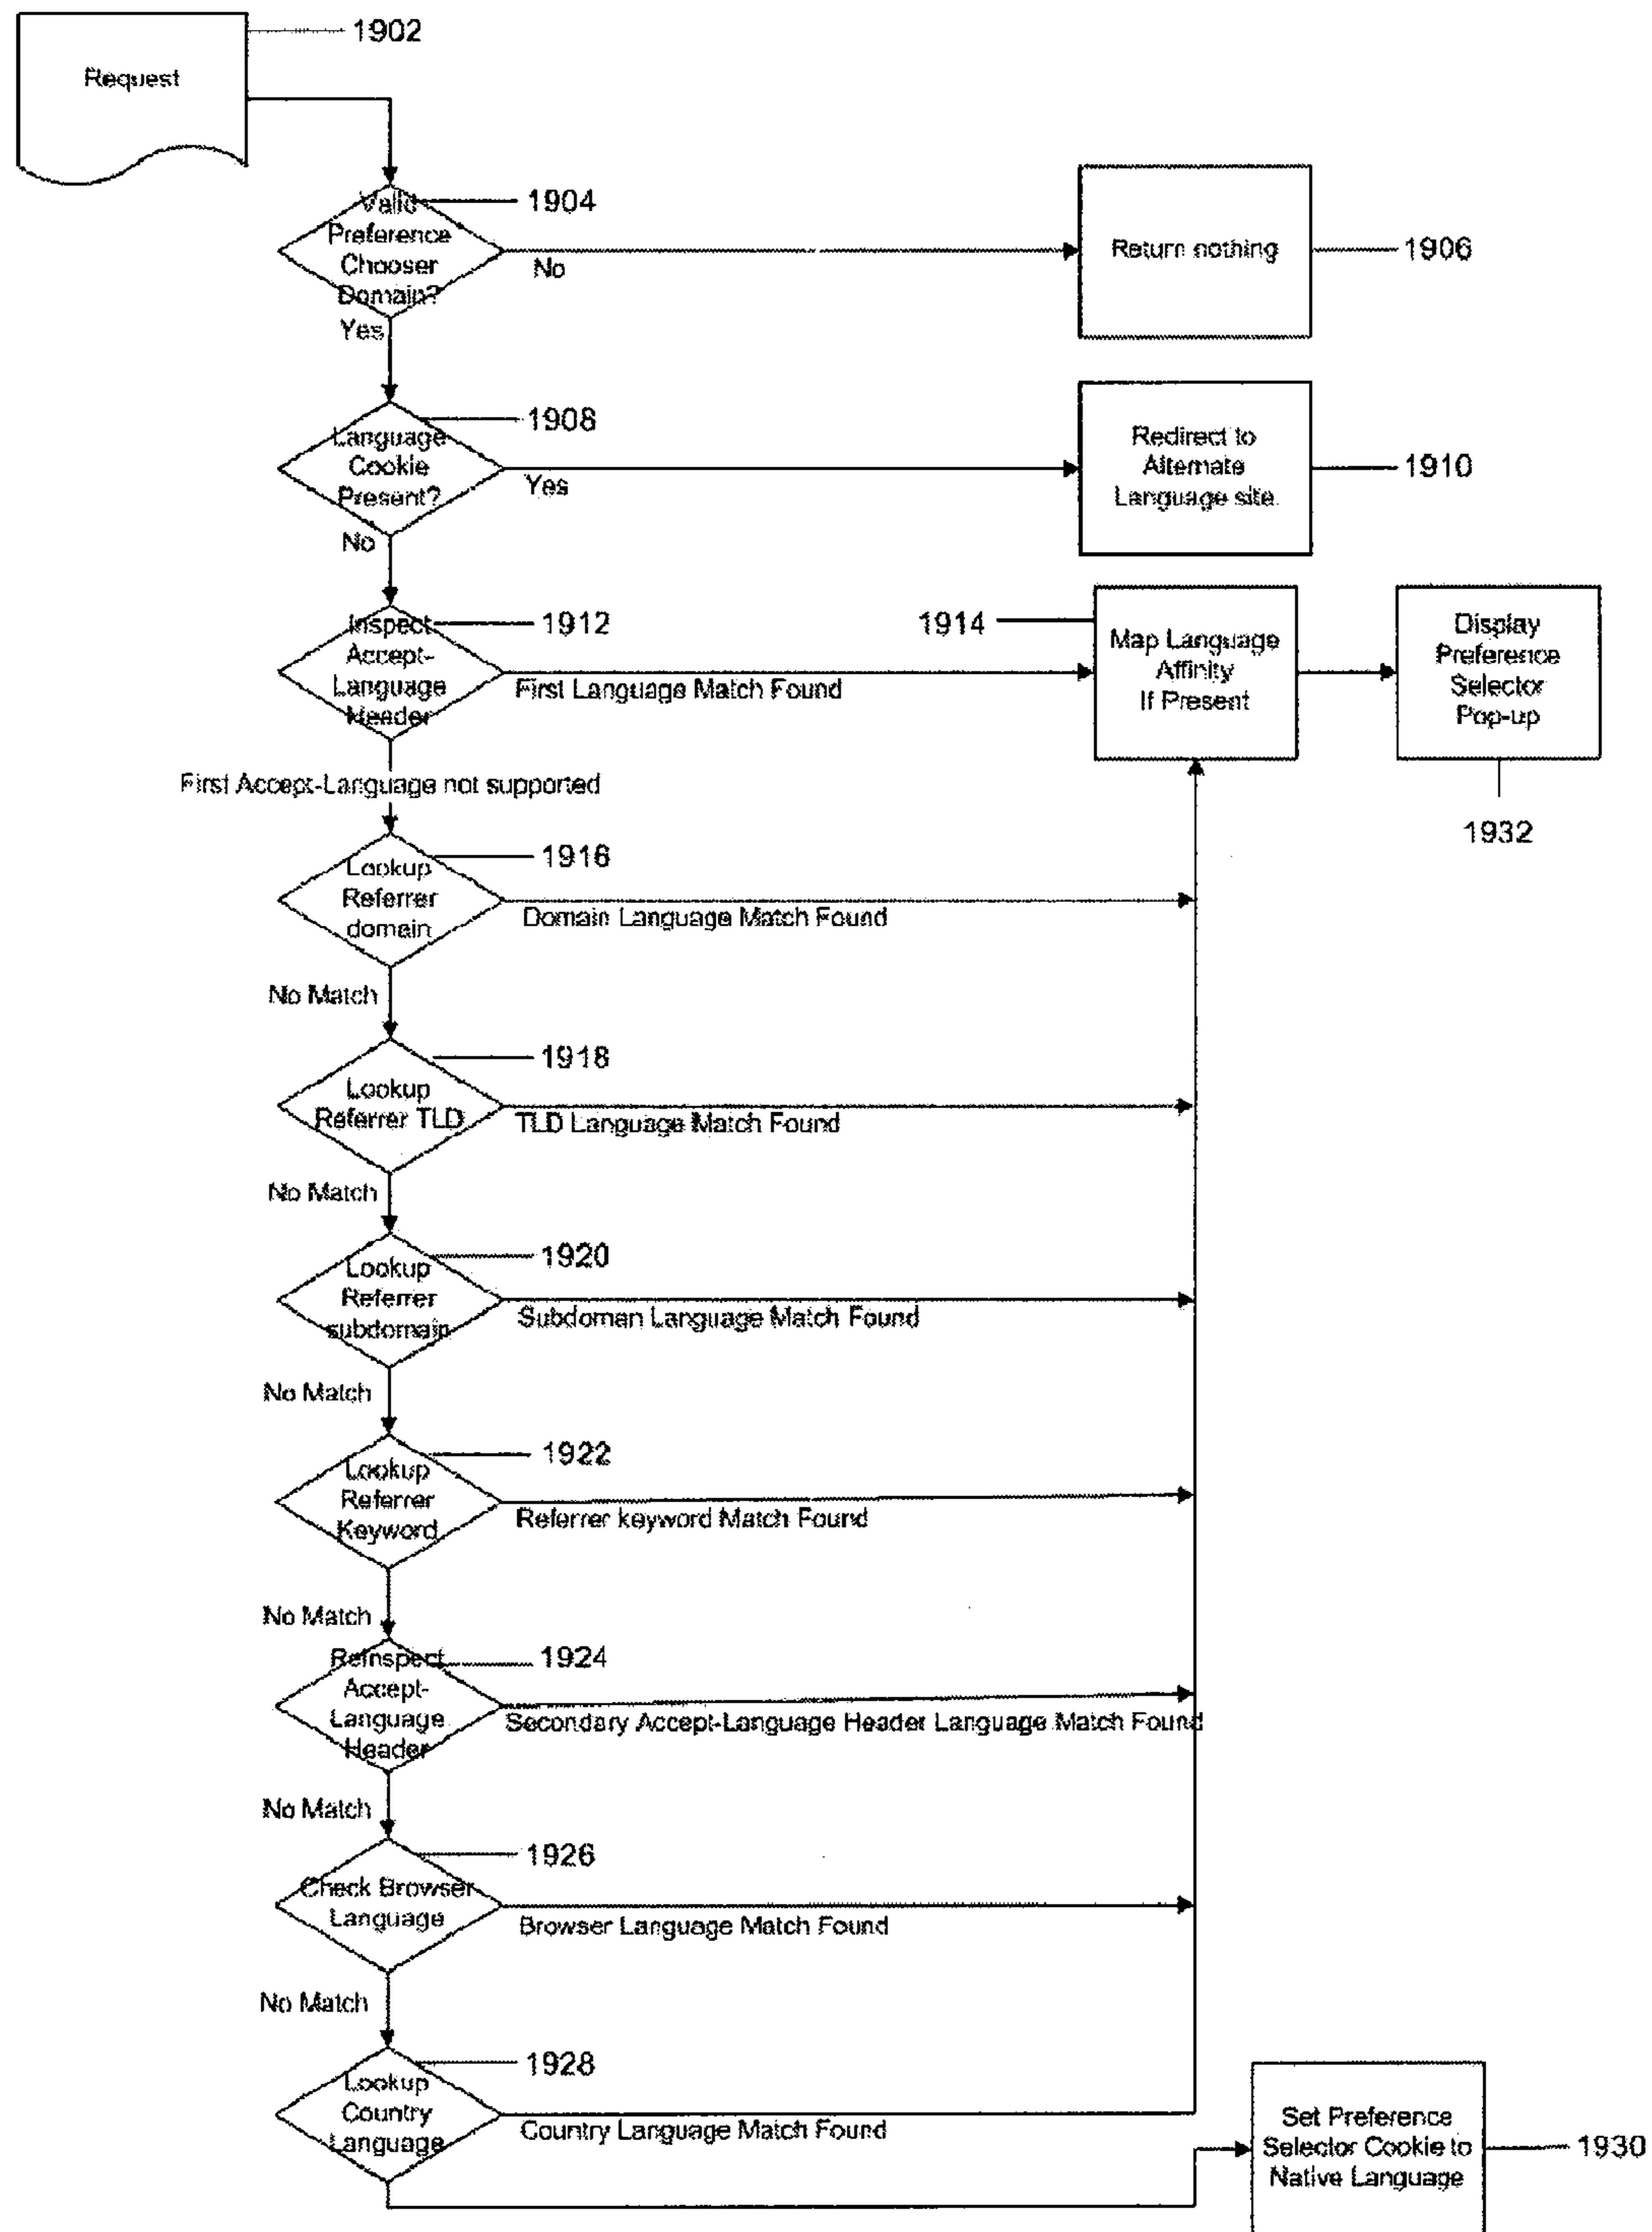 1902
Request
1904
Valid
Preference
Chooser
Domain?
No
Return nothing
1906
Yes
1908
Language
Cookie
Present?
Yes
Redirect to
Alternate
Language site.
1910
No
1912
Inspect
Accept-
Language
Header
First Language Match Found
1914
Map Language
Affinity
If Present
Display
Preference
Selector
Pop-up
1932
First Accept-Language not supported
1916
Lookup
Referrer
domain
Domain Language Match Found
No Match
1918
Lookup
Referrer TLD
TLD Language Match Found
No Match
1920
Lookup
Referrer
subdomain
Subdoman Language Match Found
No Match
1922
Lookup
Referrer
Keyword
Referrer keyword Match Found
No Match
1924
Reinspect
Accept-
Language
Header
Secondary Accept-Language Header Language Match Found
No Match
1926
Check Browser
Language
Browser Language Match Found
No Match
1928
Lookup
Country
Language
Country Language Match Found
Set Preference
Selector Cookie to
Native Language
1930